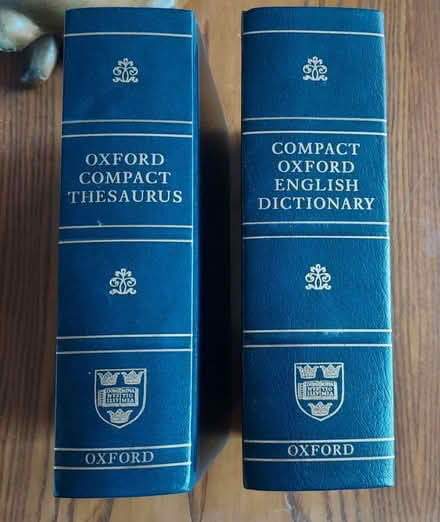 OXFORD
COMPACT
THESAURUS
OXFORD
COMPACT
OXFORD
ENGLISH
DICTIONARY
OXFORD